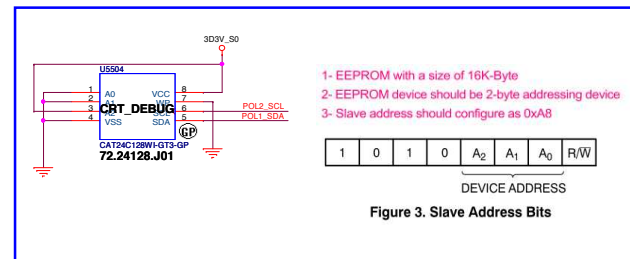 3D3V_S0
U5504
1 A0 VCC 8
2 A1 WP 7
3 A2 SCL 6 POL2_SCL
4 VSS SDA 5 POL1_SDA
CRT_DEBUG
GP
CAT24C128WI-GT3-GP
72.24128.J01
1- EEPROM with a size of 16K-Byte
2- EEPROM device should be 2-byte addressing device
3- Slave address should configure as 0xA8
1 0 1 0 A2 A1 A0 R/W
DEVICE ADDRESS
Figure 3. Slave Address Bits